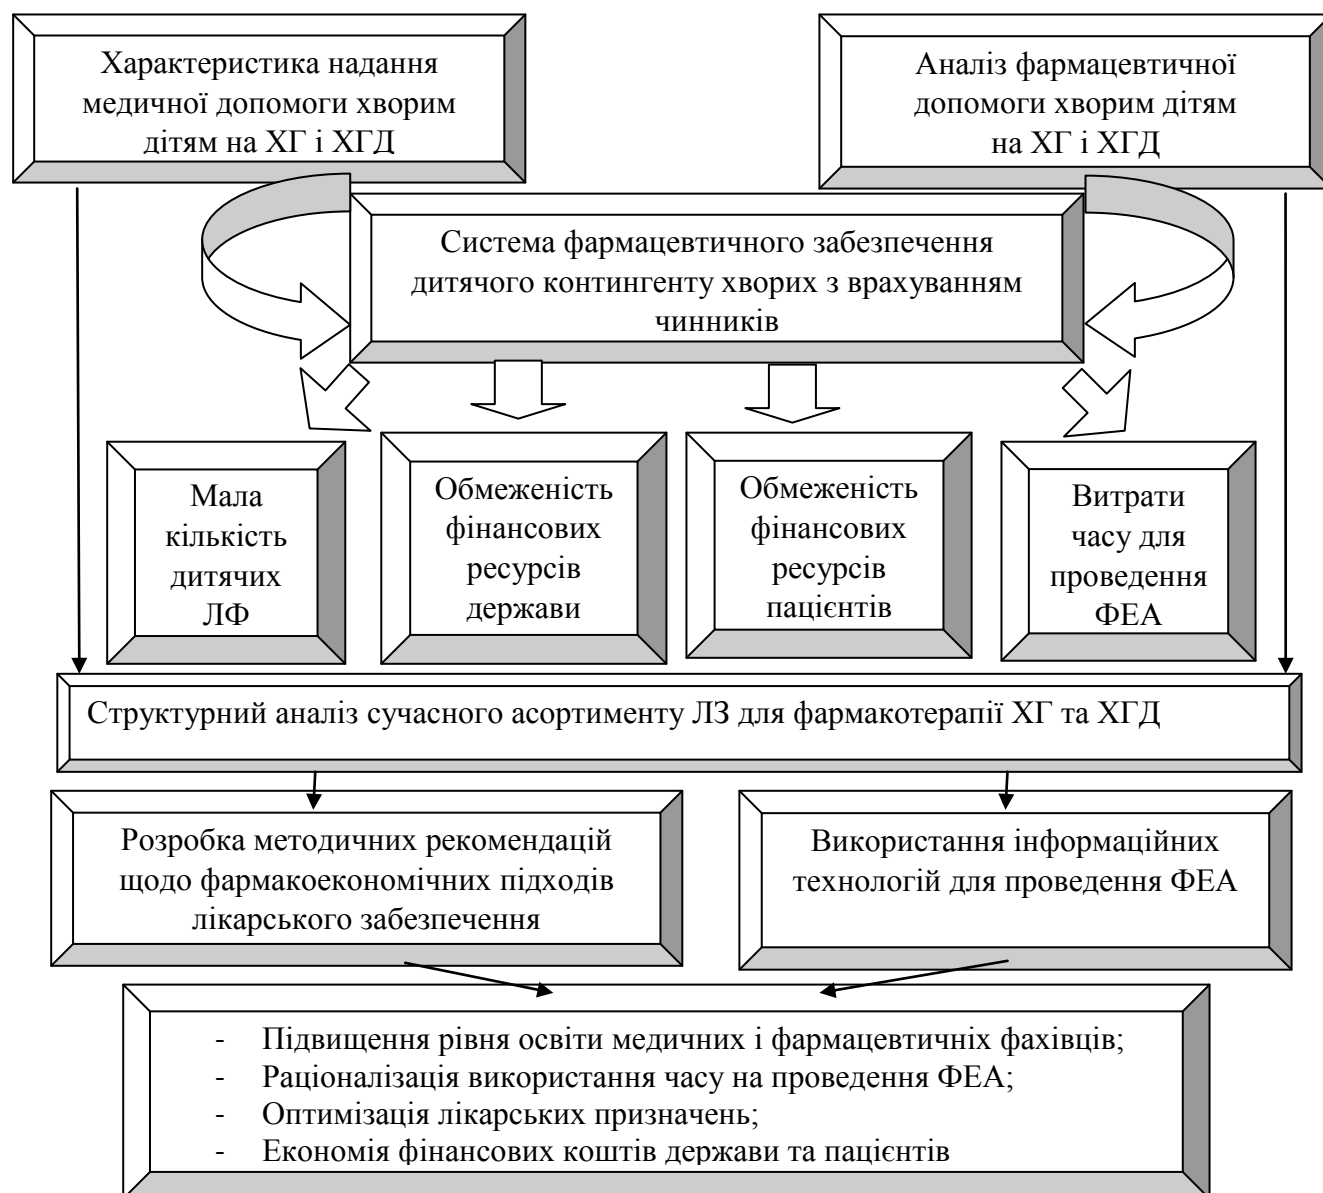 Характеристика надання
медичної допомоги хворим
дітям на ХГ і ХГД
Аналіз фармацевтичної
допомоги хворим дітям
на ХГ і ХГД
Система фармацевтичного забезпечення
дитячого контингенту хворих з врахуванням
чинників
Мала
кількість
дитячих
ЛФ
Обмеженість
фінансових
ресурсів
держави
Обмеженість
фінансових
ресурсів
пацієнтів
Витрати
часу для
проведення
ФЕА
Структурний аналіз сучасного асортименту ЛЗ для фармакотерапії ХГ та ХГД
Розробка методичних рекомендацій
щодо фармакоекономічних підходів
лікарського забезпечення
Використання інформаційних
технологій для проведення ФЕА
- Підвищення рівня освіти медичних і фармацевтичніх фахівців;
- Раціоналізація використання часу на проведення ФЕА;
- Оптимізація лікарських призначень;
- Економія фінансових коштів держави та пацієнтів